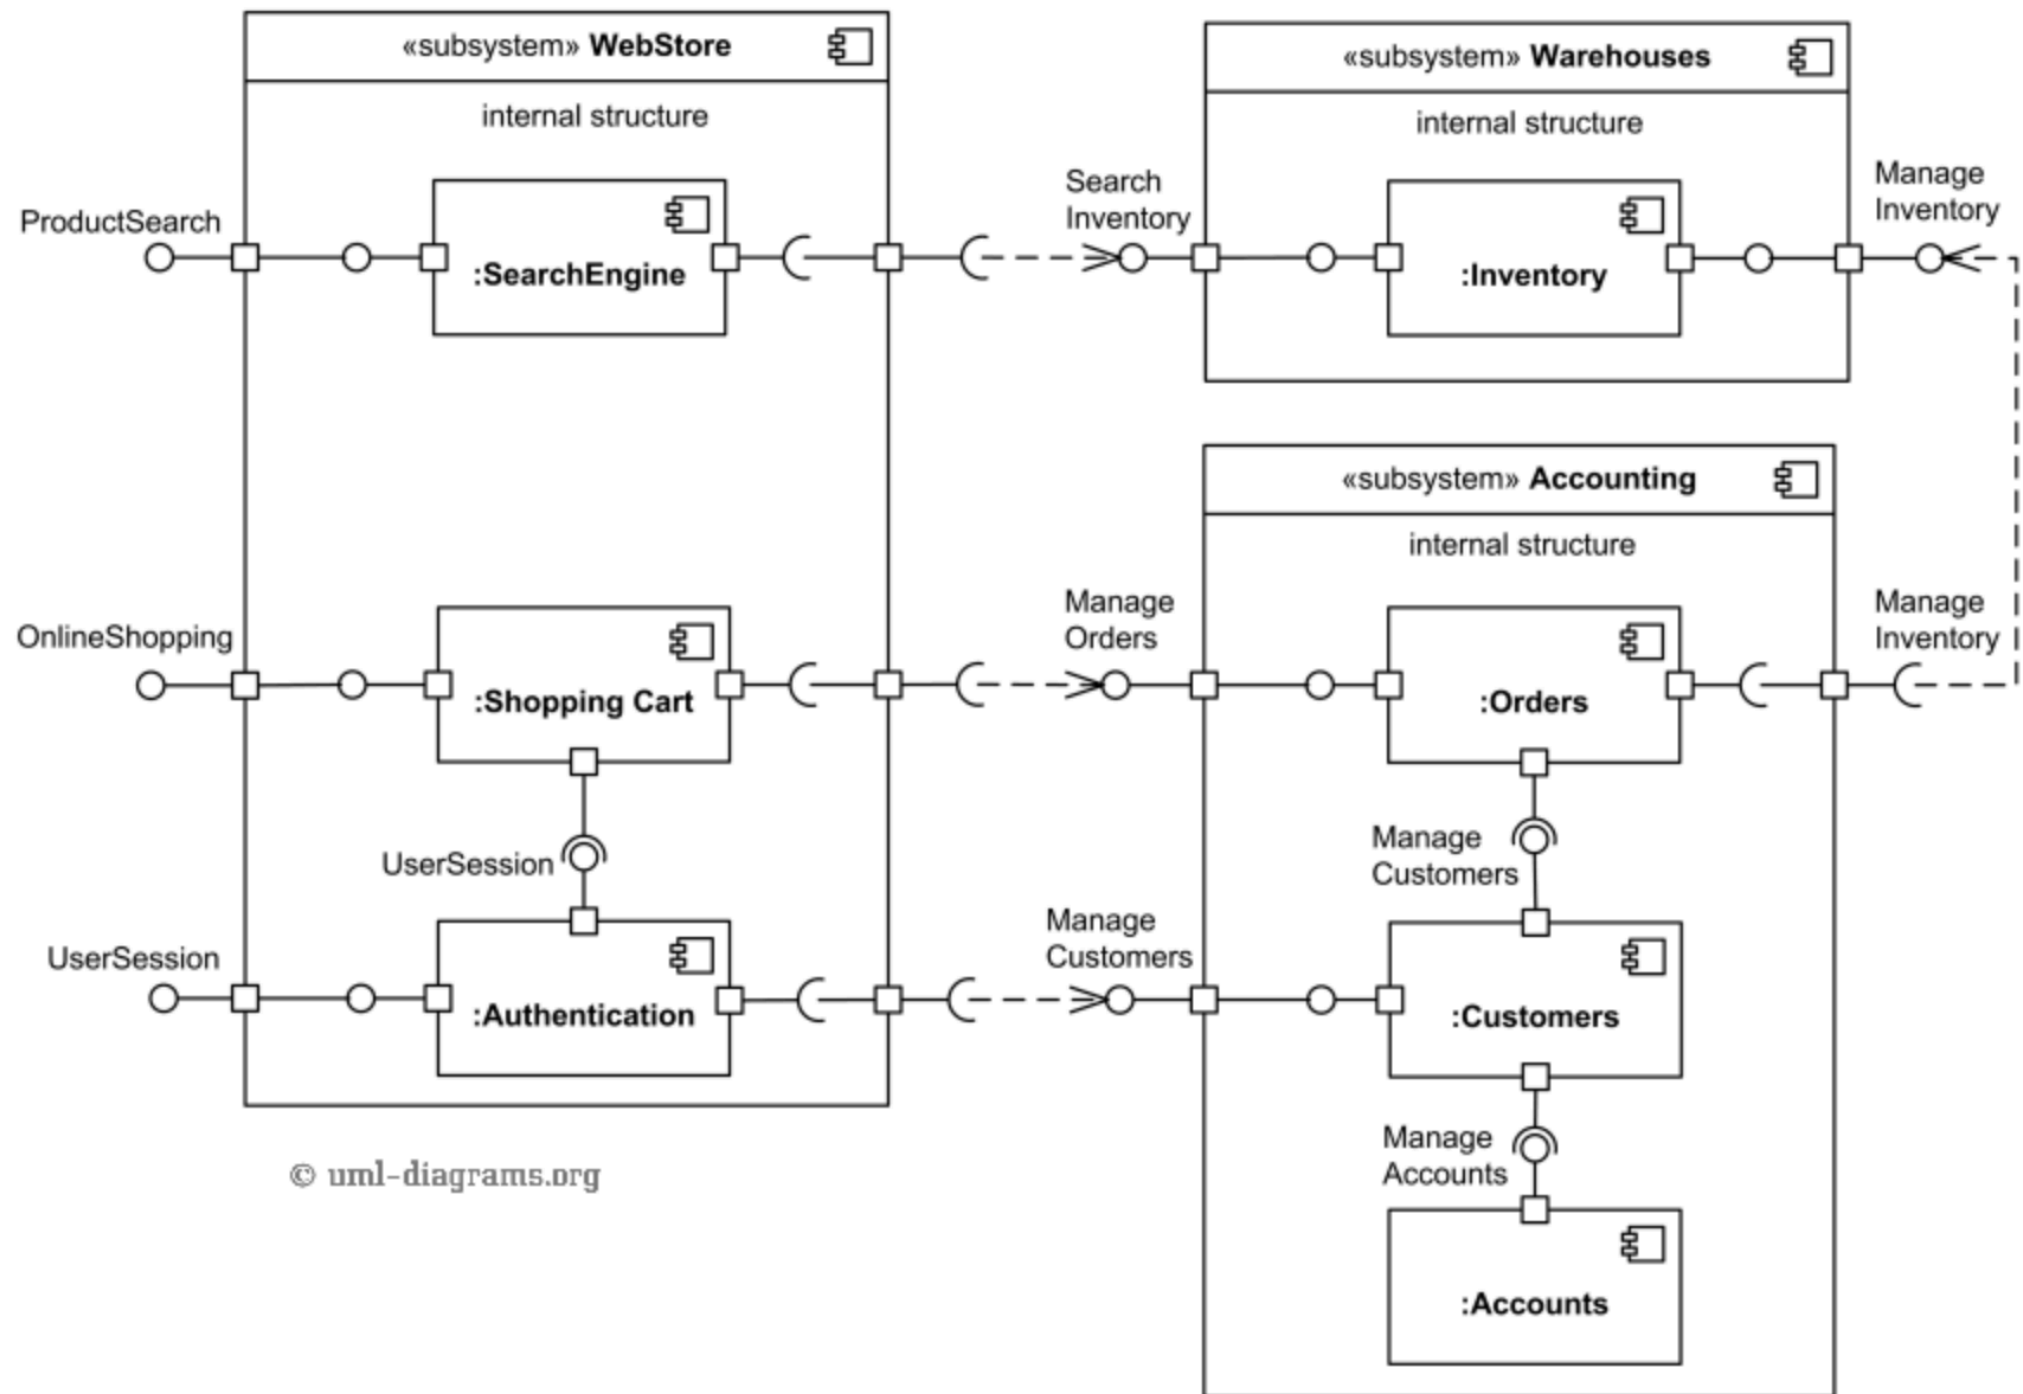 «subsystem» WebStore
internal structure
ProductSearch
:SearchEngine
OnlineShopping
:Shopping Cart
UserSession
UserSession
:Authentication
© uml-diagrams.org
Search
Inventory
«subsystem» Warehouses
internal structure
:Inventory
Manage
Inventory
Manage
Orders
«subsystem» Accounting
internal structure
:Orders
Manage
Inventory
Manage
Customers
Manage
Customers
:Customers
Manage
Accounts
:Accounts